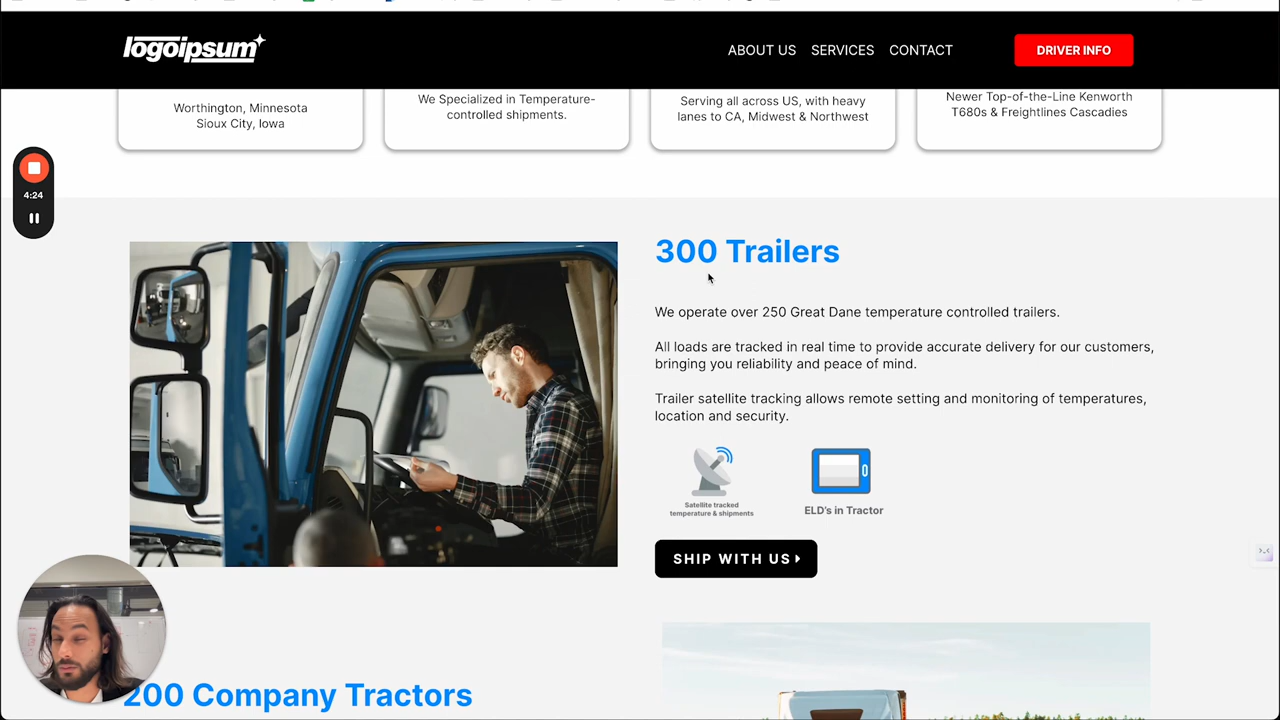 logoipsum
ABOUT US SERVICES CONTACT DRIVER INFO
Worthington, Minnesota
Sioux City, Iowa
We Specialized in Temperature-
controlled shipments.
Serving all across US, with heavy
lanes to CA, Midwest & Northwest
Newer Top-of-the-Line Kenworth
T680s & Freightlines Cascadies
4:24
300 Trailers
We operate over 250 Great Dane temperature controlled trailers.
All loads are tracked in real time to provide accurate delivery for our customers,
bringing you reliability and peace of mind.
Trailer satellite tracking allows remote setting and monitoring of temperatures,
location and security.
Satellite tracked
temperature & shipments
ELD's in Tractor
SHIP WITH US
200 Company Tractors